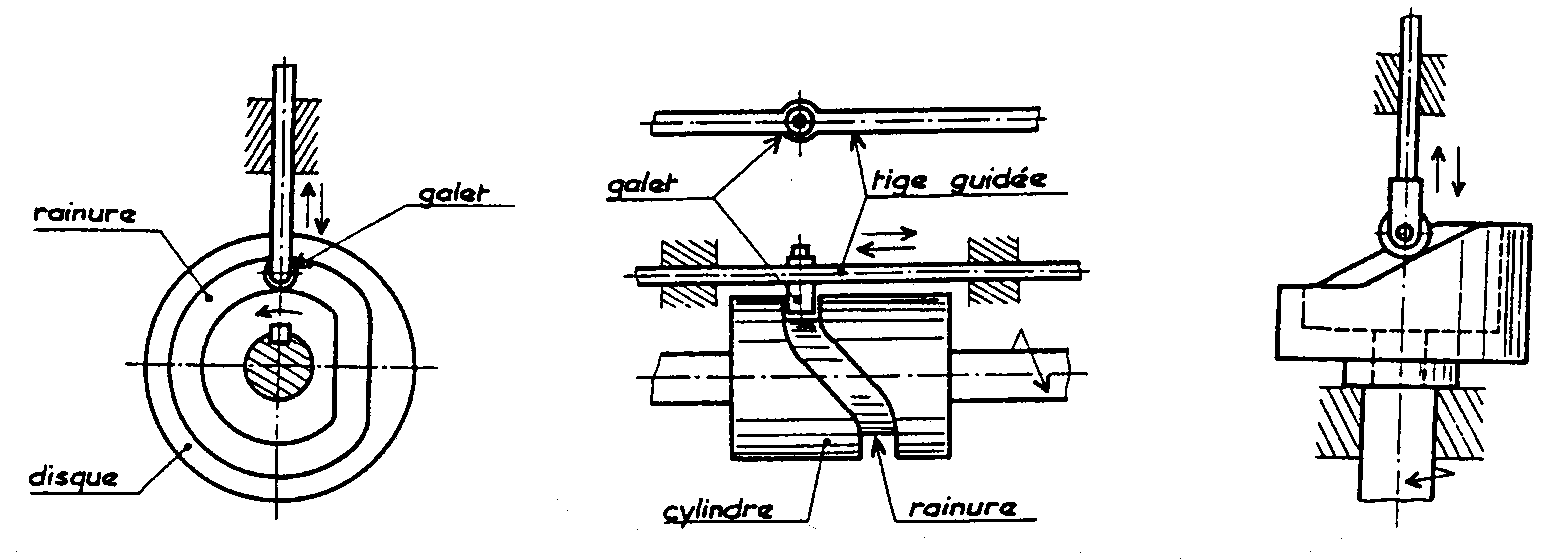 rainure
galet
disque
galet
tige guidée
cylindre
rainure